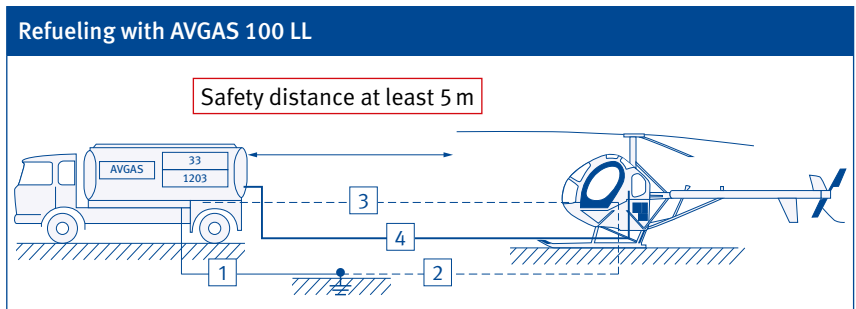 Refueling with AVGAS 100 LL
Safety distance at least 5 m
AVGAS
33
1203
3
4
1
2